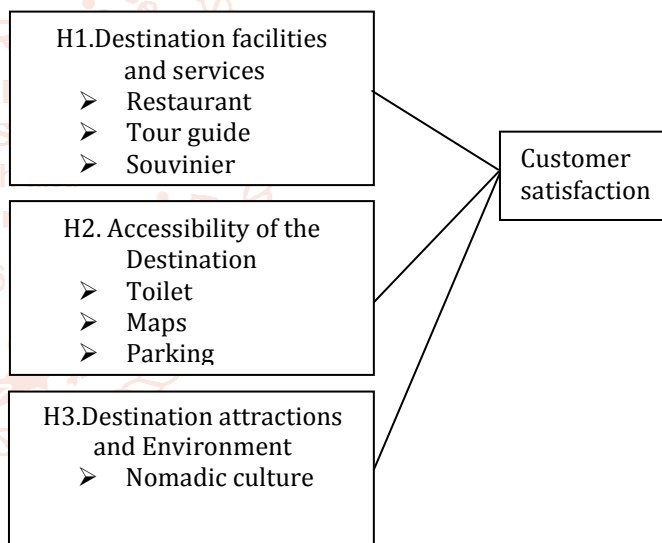 H1.Destination facilities
and services
➢ Restaurant
➢ Tour guide
➢ Souvinier
Customer
satisfaction
H2. Accessibility of the
Destination
➢ Toilet
➢ Maps
➢ Parking
H3.Destination attractions
and Environment
➢ Nomadic culture